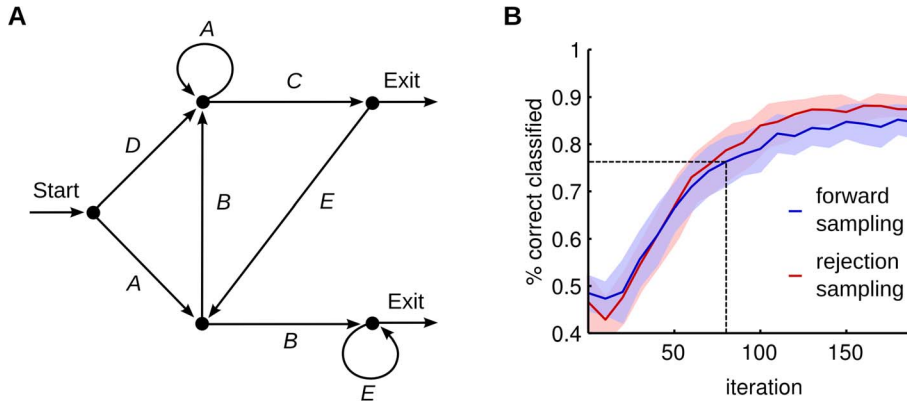 A
A
C
Exit
D
Start
B
E
A
B
Exit
E
B
% correct classified
1
0.9
0.8
0.7
0.6
0.5
0.4
50
100
150
iteration
forward
sampling
rejection
sampling